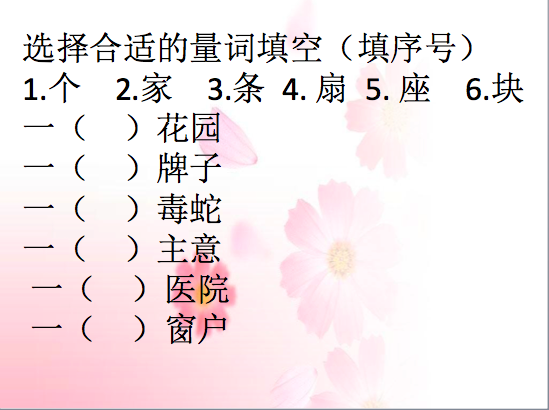 选择合适的量词填空（填序号）
1.个 2.家 3.条 4. 扇 5. 座 6.块
一（ ）花园
一（ ）牌子
一（ ）毒蛇
一（ ）主意
一（ ）医院
一（ ）窗户